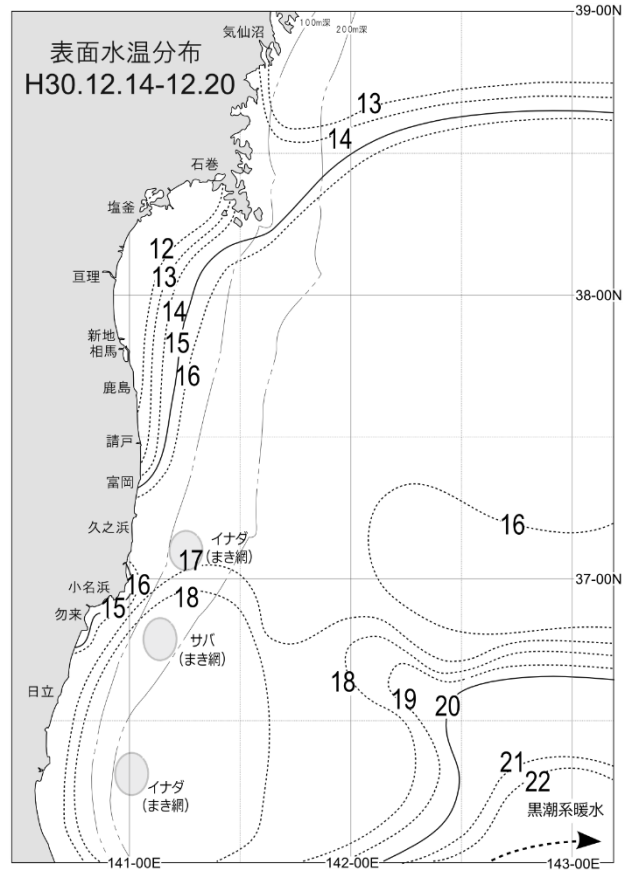 39-00N
気仙沼
100m深
200m深
表面水温分布
H30.12.14-12.20
13
14
石巻
塩釜
12
亘理
13
38-00N
14
新地
15
相馬
16
鹿島
請戸
富岡
16
久之浜
イナダ
(まき網)
17
37-00N
小名浜
16
15
18
勿来
サバ
(まき網)
18
日立
19
20
21
22
イナダ
(まき網)
黒潮系暖水
141-00E
142-00E
143-00E